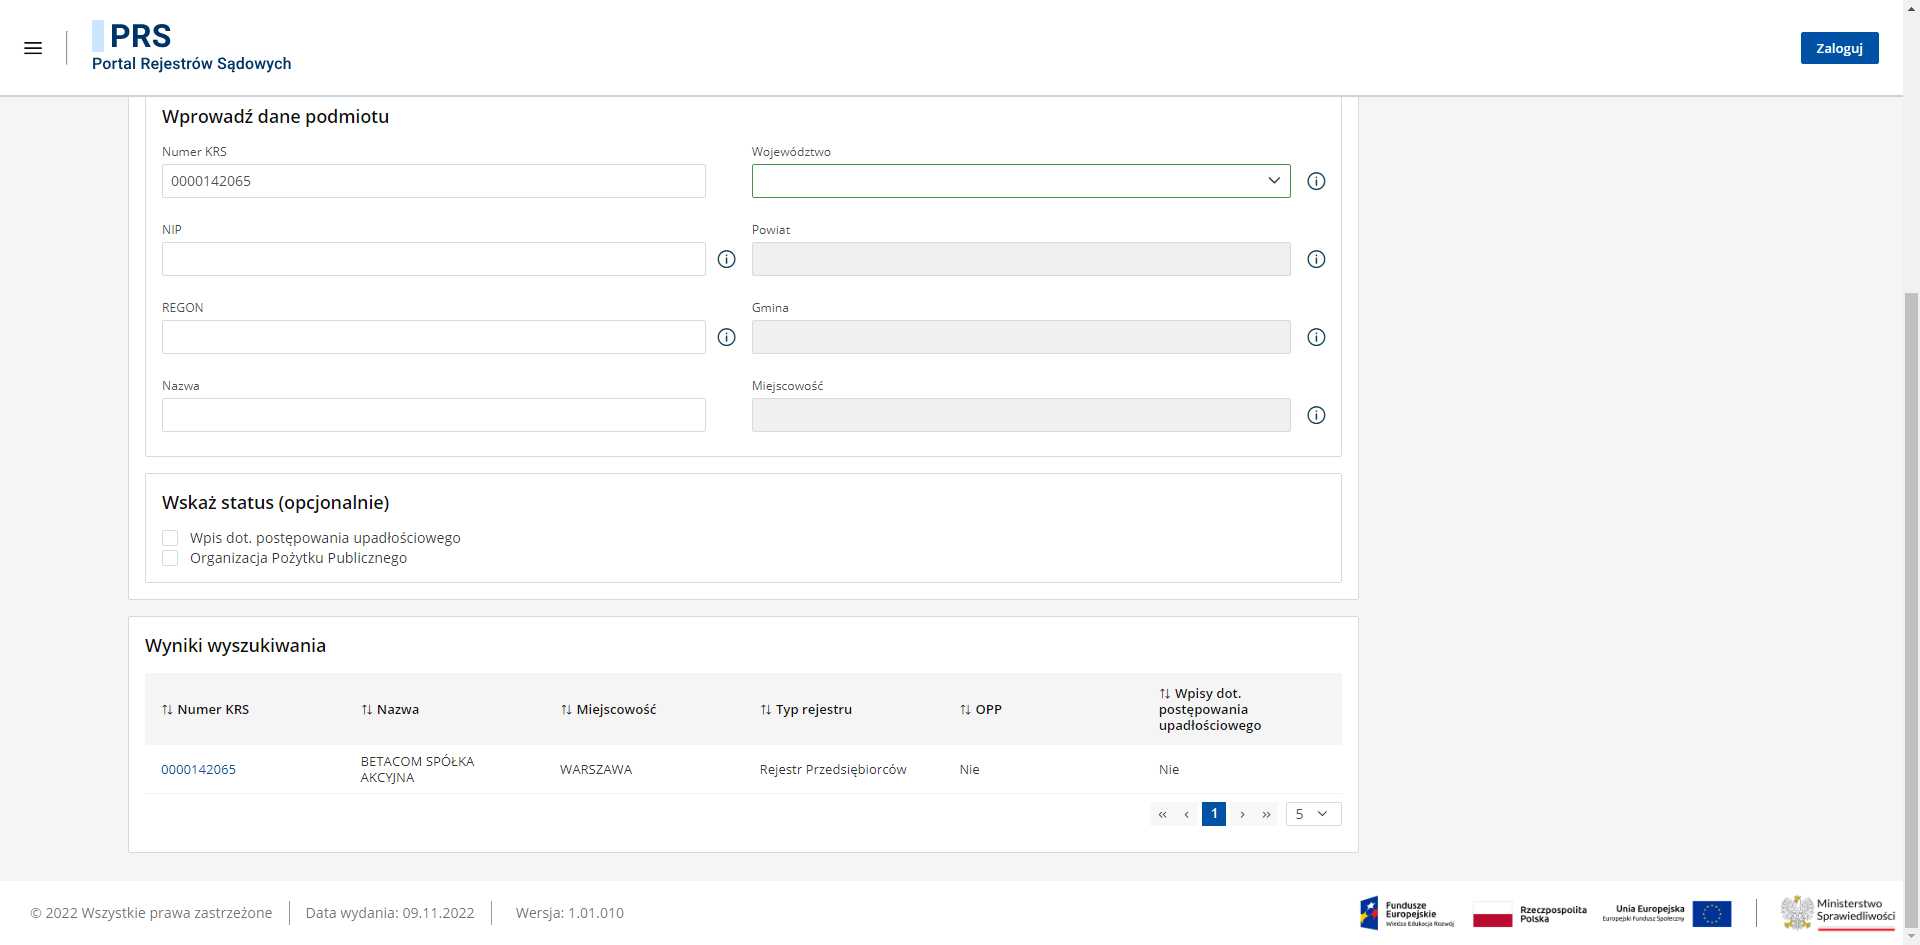 PRS
Portal Rejestrów Sądowych
Zaloguj
Wprowadź dane podmiotu
Numer KRS
0000142065
Województwo
NIP
Powiat
REGON
Gmina
Nazwa
Miejscowość
Wskaż status (opcjonalnie)
Wpis dot. postępowania upadłościowego
Organizacja Pożytku Publicznego
Wyniki wyszukiwania
Numer KRS
Nazwa
Miejscowość
Typ rejestru
OPP
Wpisy dot.
postępowania
upadłościowego
0000142065
BETACOM SPÓŁKA
AKCYJNA
WARSZAWA
Rejestr Przedsiębiorców
Nie
Nie
« ‹ 1 › » 5
© 2022 Wszystkie prawa zastrzeżone
Data wydania: 09.11.2022
Wersja: 1.01.010
Fundusze
Europejskie
Wiedza Edukacja Rozwój
Rzeczpospolita
Polska
Unia Europejska
Europejski Fundusz Społeczny
Ministerstwo
Sprawiedliwości